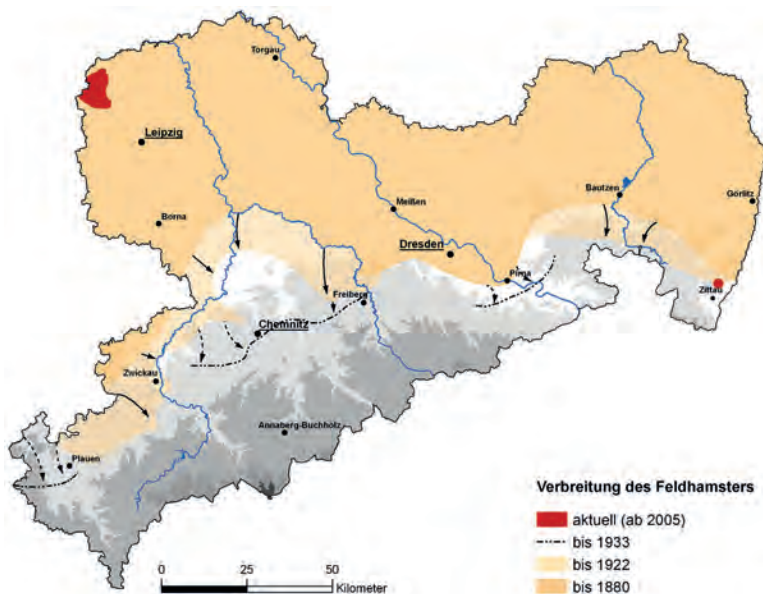 Torgau
Leipzig
Borna
Meißen
Bautzen
Görlitz
Dresden
Pirna
Zittau
Freiberg
Chemnitz
Zwickau
Annaberg-Buchholz
Plauen
Verbreitung des Feldhamsters
aktuell (ab 2005)
bis 1933
bis 1922
bis 1880
0 25 50
Kilometer